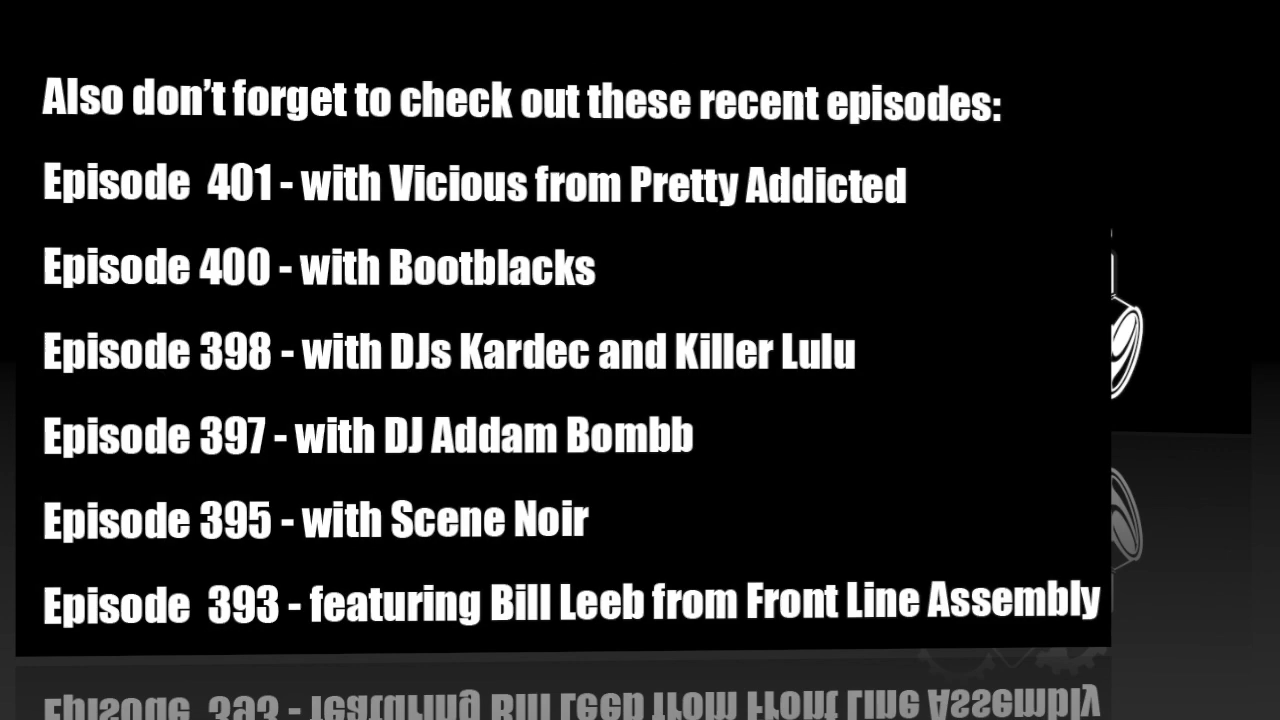 Also don't forget to check out these recent episodes:
Episode  401 - with Vicious from Pretty Addicted
Episode 400 - with Bootblacks
Episode 398 - with DJs Kardec and Killer Lulu
Episode 397 - with DJ Addam Bombb
Episode 395 - with Scene Noir
Episode  393 - featuring Bill Leeb from Front Line Assembly